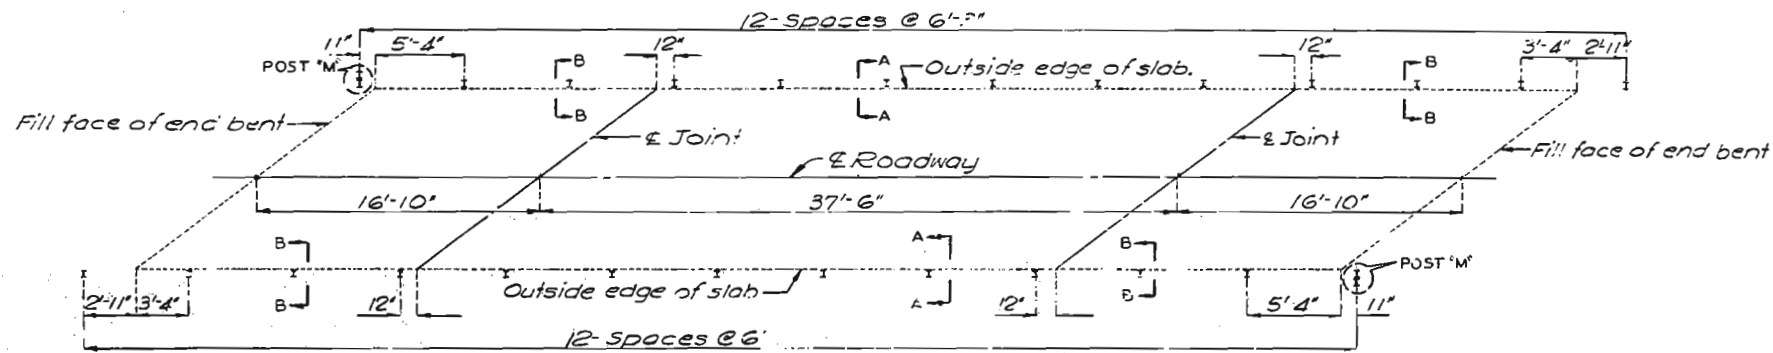 12-Spaces @ 6'-
11" 5'-4" 12" 12" 3'-4" 2'-11"
POST "M" B A Outside edge of slab. B
B A B
Fill face of end bent ℄ Joint ℄ Joint Fill face of end bent
℄ Roadway
16'-10" 37'-6" 16'-10"
B A B
POST "M"
B Outside edge of slab A B
2'-11" 3'-4" 12" 12" 5'-4" 11"
12-Spaces @ 6'